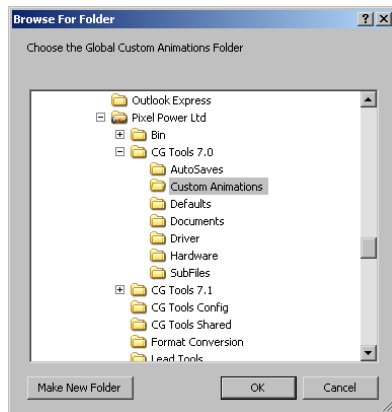 Browse For Folder
Choose the Global Custom Animations Folder
Outlook Express
Pixel Power Ltd
Bin
CG Tools 7.0
AutoSaves
Custom Animations
Defaults
Documents
Driver
Hardware
SubFiles
CG Tools 7.1
CG Tools Config
CG Tools Shared
Format Conversion
Lead Tools
Make New Folder OK Cancel